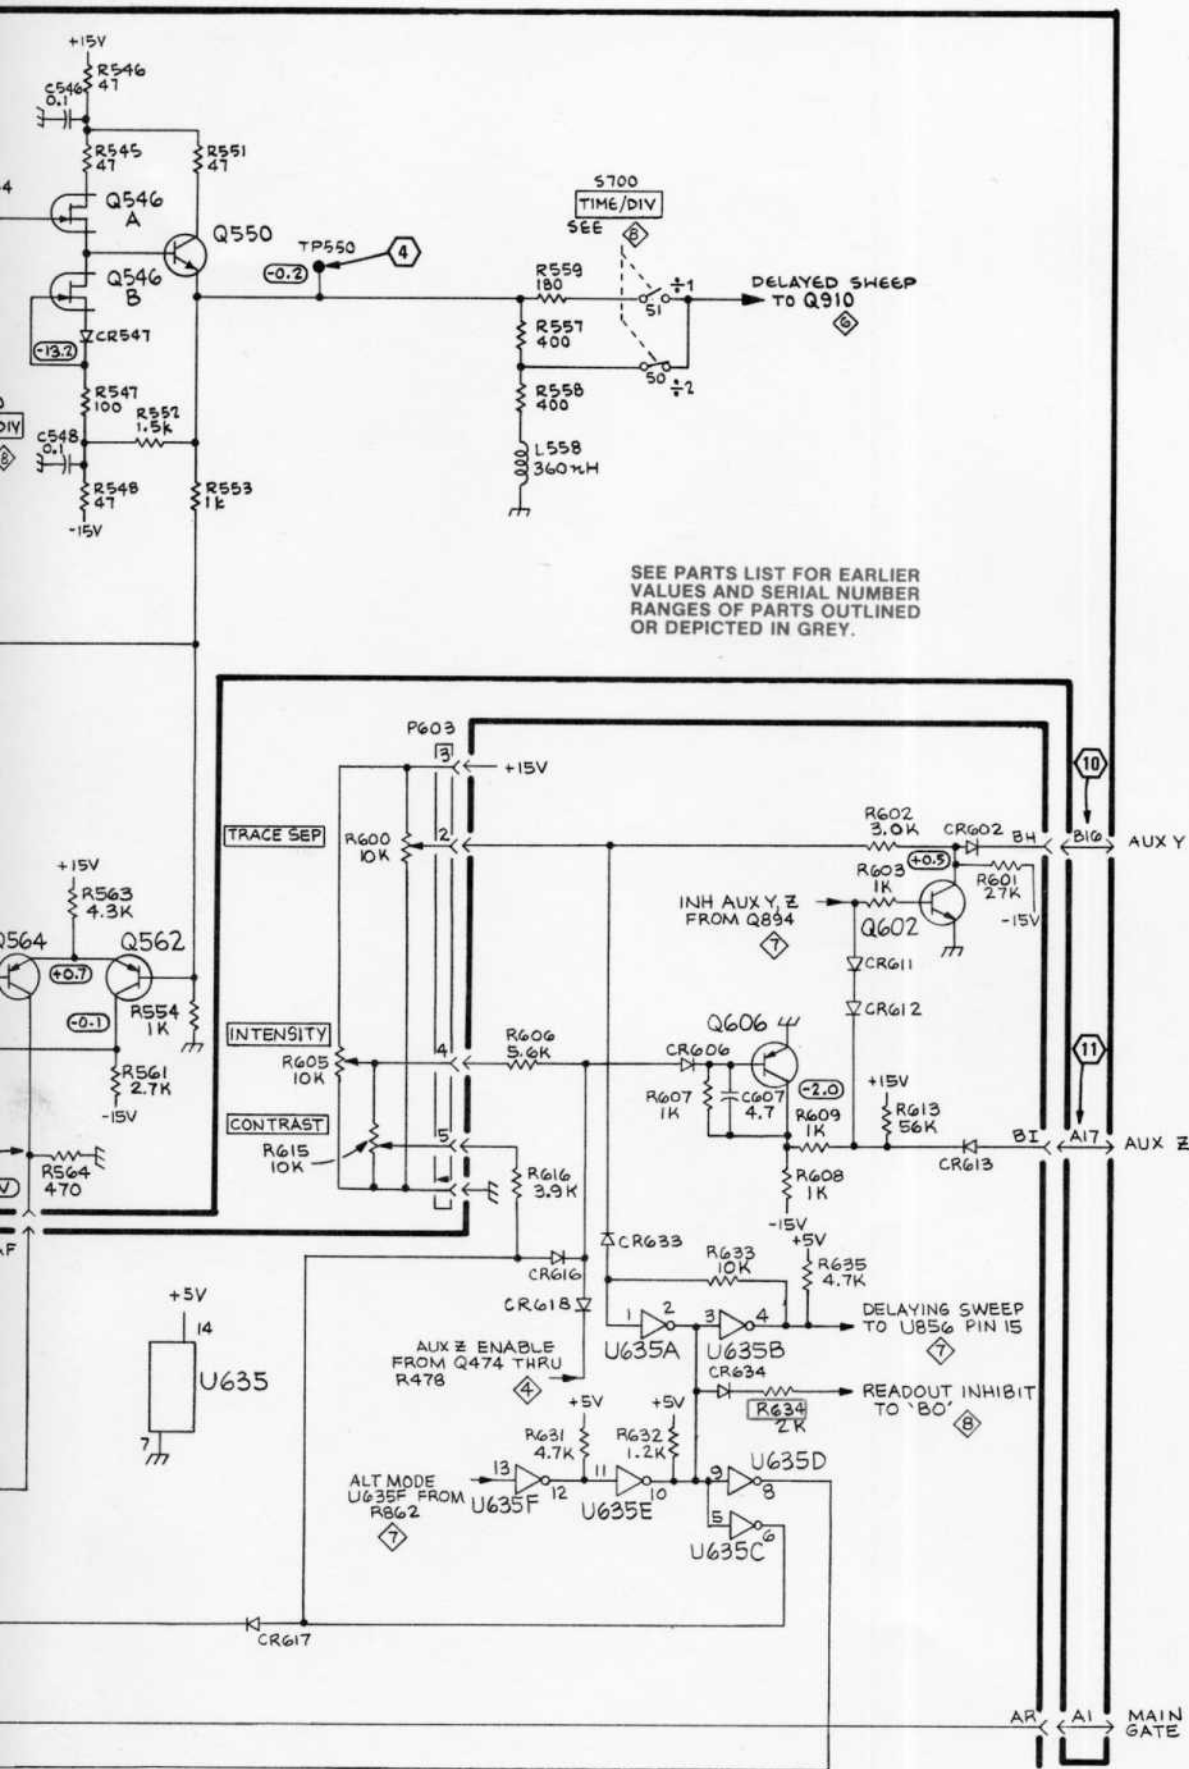 +15V
R546
47
C546
0.1
R545
47
R551
47
Q546
A
Q550
Q546
B
TP550
4
-0.2
CR547
-13.2
R547
100
R552
1.5K
C548
0.1
R548
47
-15V
R553
1K
DIV
8
S700
TIME/DIV
SEE 8
R559
180
÷1
51
R557
400
50
÷2
R558
400
L558
360nH
DELAYED SWEEP
TO Q910
6
SEE PARTS LIST FOR EARLIER
VALUES AND SERIAL NUMBER
RANGES OF PARTS OUTLINED
OR DEPICTED IN GREY.
P603
3
+15V
TRACE SEP
R600
10K
2
R602
3.0K
CR602
BH
B16
AUX Y
10
+0.5
R603
1K
R601
27K
-15V
INH AUX Y, Z
FROM Q894
7
Q602
CR611
CR612
+15V
R563
4.3K
Q564
Q562
+0.7
-0.1
R554
1K
R561
2.7K
-15V
R564
470
INTENSITY
R605
10K
4
R606
5.6K
CR606
Q606
-2.0
R607
1K
C607
4.7
R609
1K
+15V
R613
56K
11
BI
A17
AUX Z
CR613
R608
1K
-15V
CONTRAST
R615
10K
5
R616
3.9K
CR633
CR616
CR618
R633
10K
+5V
R635
4.7K
1
2
3
4
U635A
U635B
DELAYING SWEEP
TO U856 PIN 15
7
AUX Z ENABLE
FROM Q474 THRU
R478
4
CR634
R634
2K
READOUT INHIBIT
TO 'BO'
8
+5V
14
U635
7
+5V
R631
4.7K
+5V
R632
1.2K
ALT MODE
U635F FROM
R862
7
13
12
U635F
11
10
U635E
9
8
U635D
5
6
U635C
CR617
AR
A1
MAIN
GATE